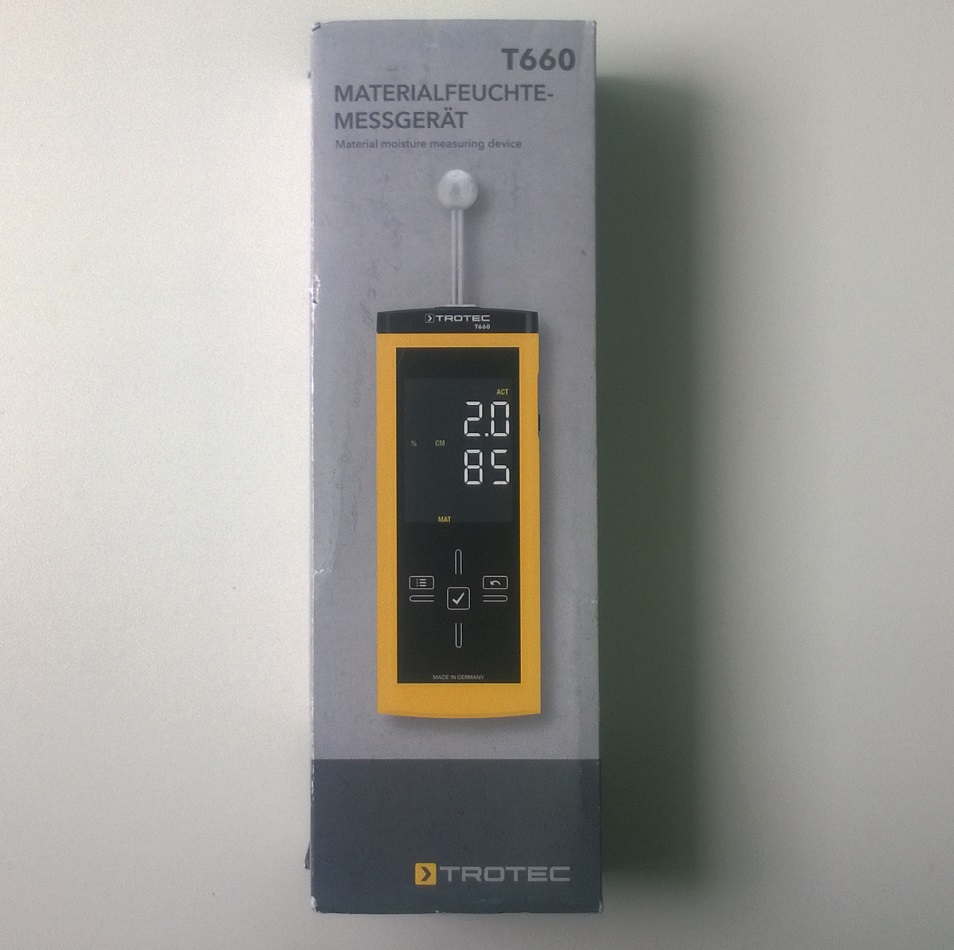 T660
MATERIALFEUCHTE-
MESSGERÄT
Material moisture measuring device
TROTEC
T660
ACT
2.0
% CM
85
MAT
MADE IN GERMANY
TROTEC